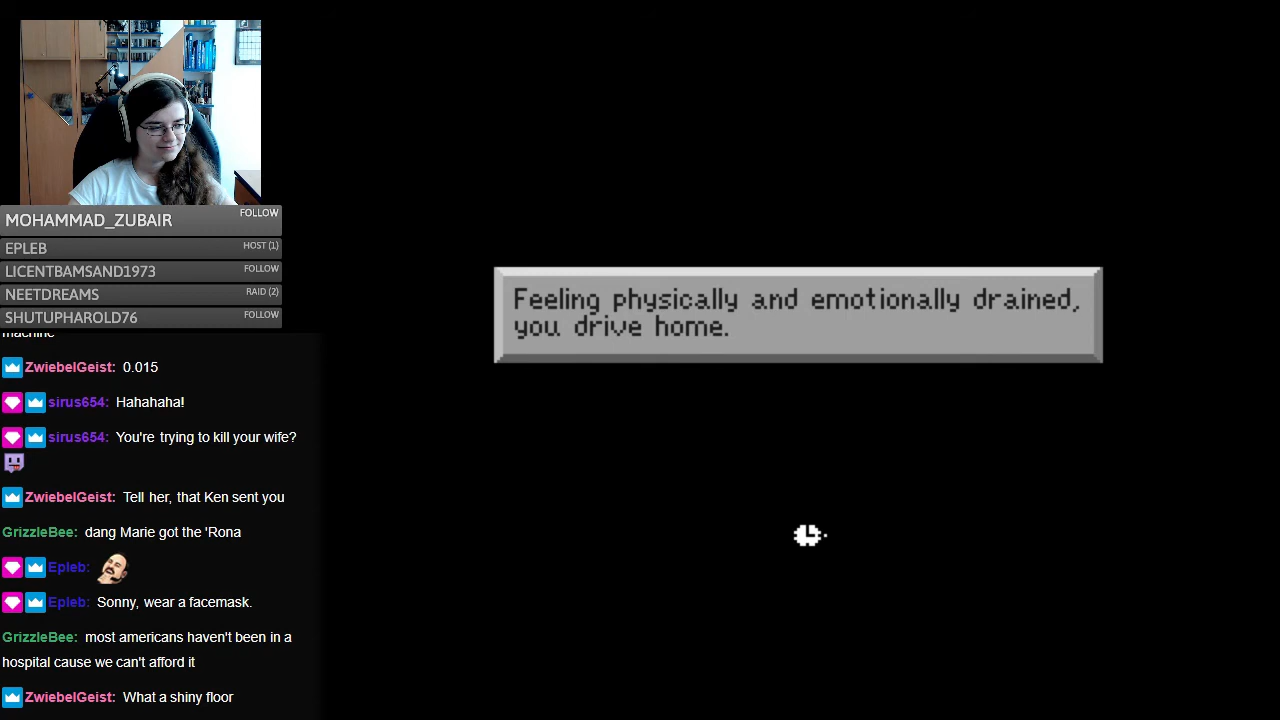 MOHAMMAD_ZUBAIR FOLLOW
EPLEB HOST (1)
LICENTBAMSAND1973 FOLLOW
NEETDREAMS RAID (2)
SHUTUPHAROLD76 FOLLOW
machine
ZwiebelGeist: 0.015
sirus654: Hahahaha!
sirus654: You're trying to kill your wife?
ZwiebelGeist: Tell her, that Ken sent you
GrizzleBee: dang Marie got the 'Rona
Epleb:
Epleb: Sonny, wear a facemask.
GrizzleBee: most americans haven't been in a
hospital cause we can't afford it
ZwiebelGeist: What a shiny floor
Feeling physically and emotionally drained,
you drive home.